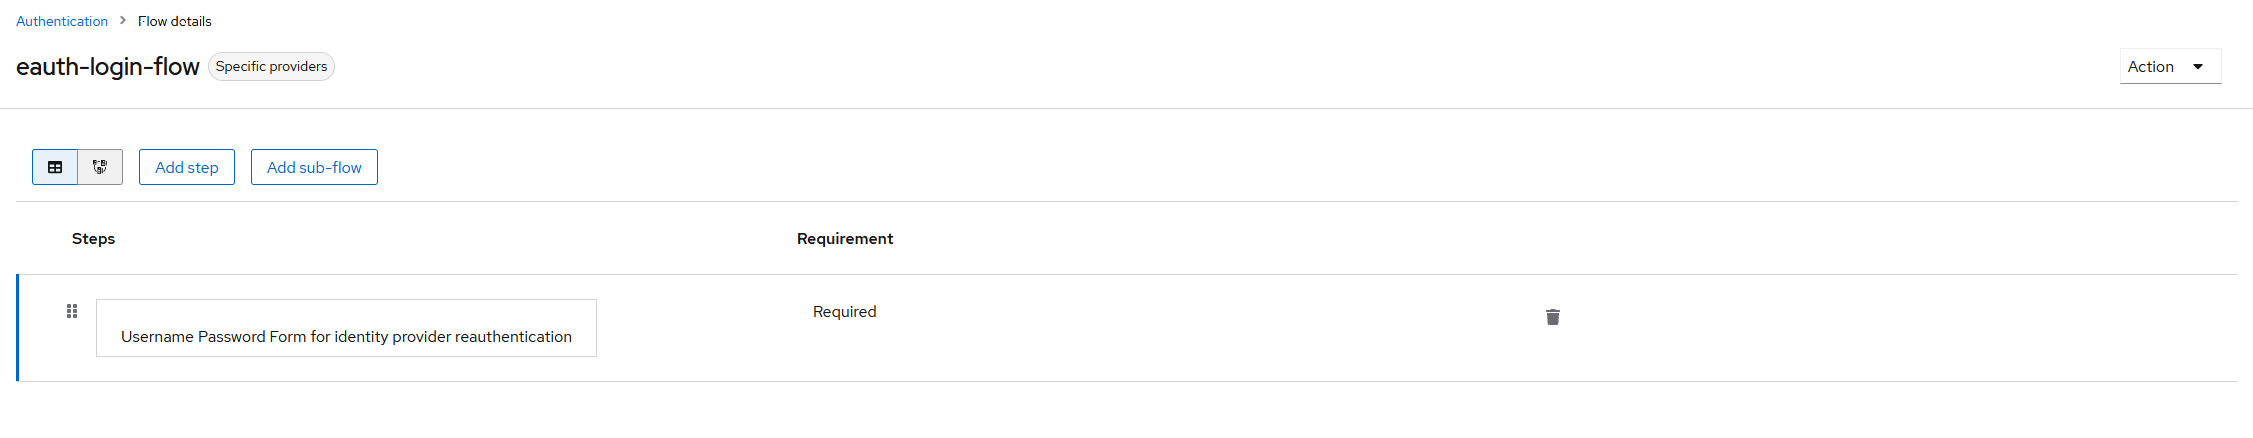 Authentication > Flow details
eauth-login-flow Specific providers
Action
Add step Add sub-flow
Steps Requirement
Username Password Form for identity provider reauthentication Required